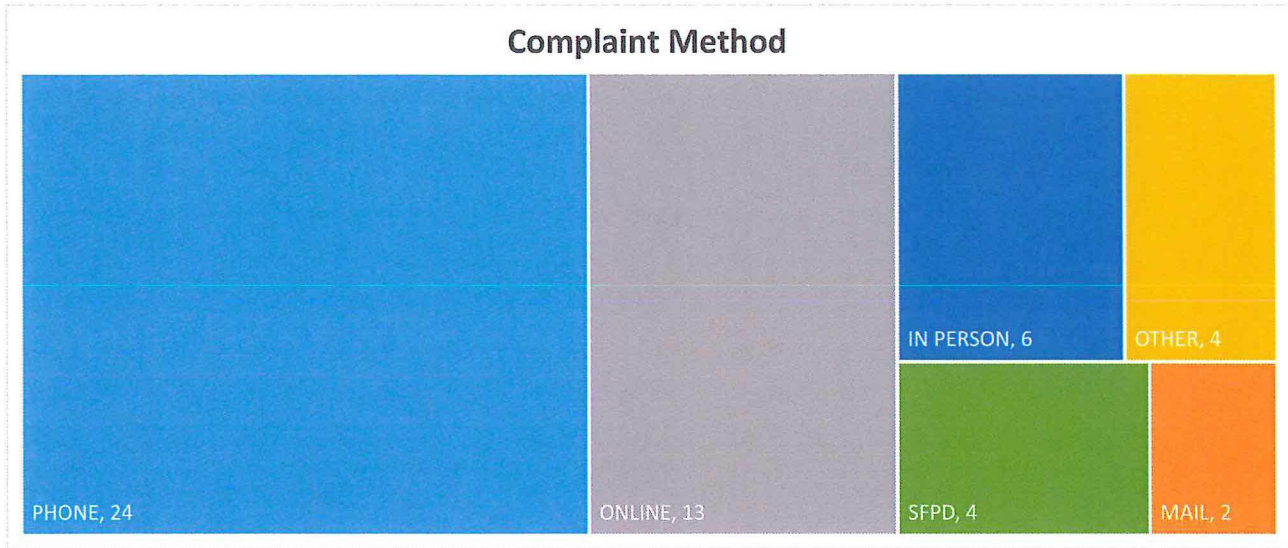 Complaint Method
PHONE, 24
ONLINE, 13
IN PERSON, 6
OTHER, 4
SFPD, 4
MAIL, 2